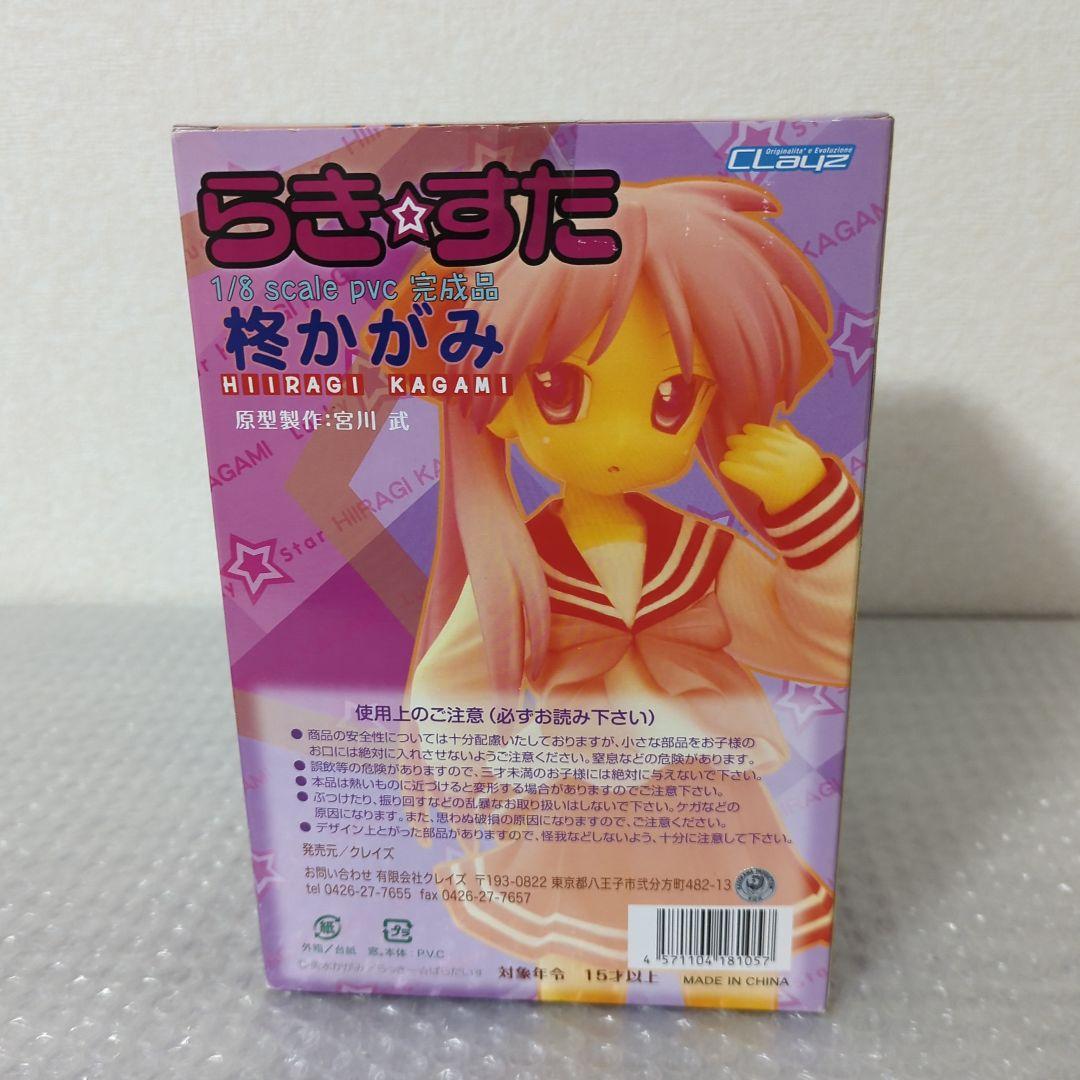 Originalita' e Evoluzione
CLayz
らき☆すた
1/8 scale pvc 完成品
柊かがみ
HIIRAGI KAGAMI
原型製作:宮川 武
KAGAMI
Star HIIRAGI KAGAMI
使用上のご注意(必ずお読み下さい)
● 商品の安全性については十分配慮いたしておりますが、小さな部品をお子様の
お口には絶対に入れさせないようご注意ください。窒息などの危険があります。
● 誤飲等の危険がありますので、三才未満のお子様には絶対に与えないで下さい。
● 本品は熱いものに近づけると変形する場合がありますのでご注意下さい。
● ぶつけたり、振り回すなどの乱暴なお取り扱いはしないで下さい。ケガなどの
原因になります。また、思わぬ破損の原因になりますので、ご注意ください。
● デザイン上とがった部品がありますので、怪我などしないよう、十分に注意して下さい。
発売元/クレイズ
お問い合わせ 有限会社クレイズ 〒193-0822 東京都八王子市弐分方町482-13
tel 0426-27-7655 fax 0426-27-7657
紙
プラ
外箱/台紙 窓。本体:P.V.C
4 571104 181057
対象年令 15才以上
MADE IN CHINA